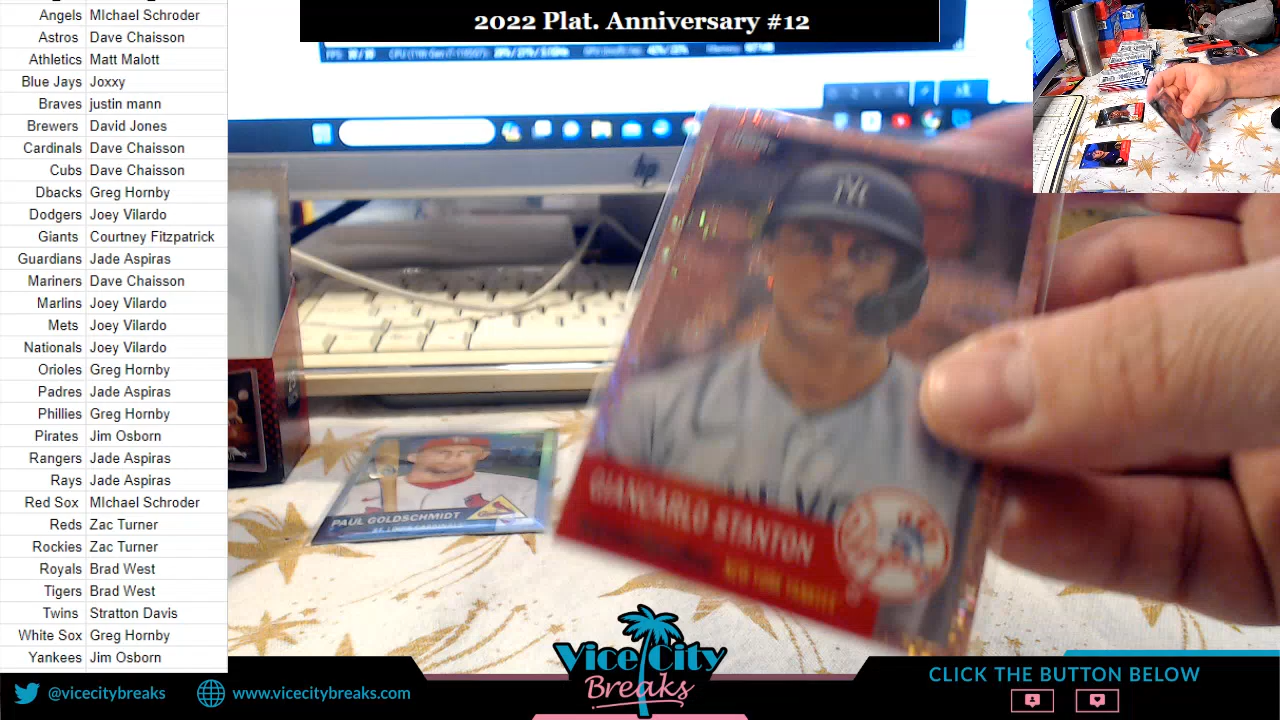 2022 Plat. Anniversary #12
Angels MIchael Schroder
Astros Dave Chaisson
Athletics Matt Malott
Blue Jays Joxxy
Braves justin mann
Brewers David Jones
Cardinals Dave Chaisson
Cubs Dave Chaisson
Dbacks Greg Hornby
Dodgers Joey Vilardo
Giants Courtney Fitzpatrick
Guardians Jade Aspiras
Mariners Dave Chaisson
Marlins Joey Vilardo
Mets Joey Vilardo
Nationals Joey Vilardo
Orioles Greg Hornby
Padres Jade Aspiras
Phillies Greg Hornby
Pirates Jim Osborn
Rangers Jade Aspiras
Rays Jade Aspiras
Red Sox MIchael Schroder
Reds Zac Turner
Rockies Zac Turner
Royals Brad West
Tigers Brad West
Twins Stratton Davis
White Sox Greg Hornby
Yankees Jim Osborn
hp
NY
GIANCARLO STANTON
NEW YORK YANKEES
PAUL GOLDSCHMIDT
ST. LOUIS CARDINALS
Vice City
Breaks
@vicecitybreaks
www.vicecitybreaks.com
CLICK THE BUTTON BELOW